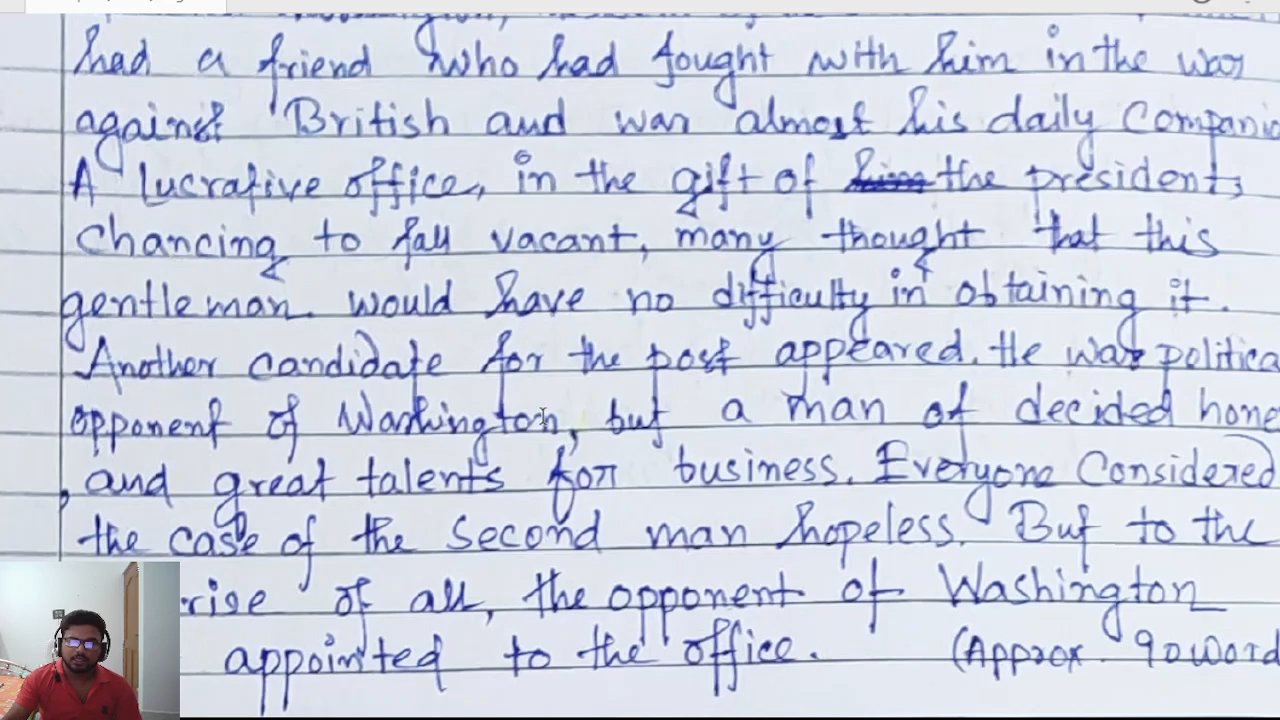 had a friend who had fought with him in the war
against British and was almost his daily Companio
A lucrative office, in the gift of him the president,
Chancing to fall vacant, many thought that this
gentleman would have no difficulty in obtaining it.
Another candidate for the post appeared. He was politica
opponent of Washington, but a man of decided hone
, and great talents for business. Everyone Considered
the case of the second man hopeless. But to the
rise of all, the opponent of Washington
appointed to the office. (Approx. 90 word